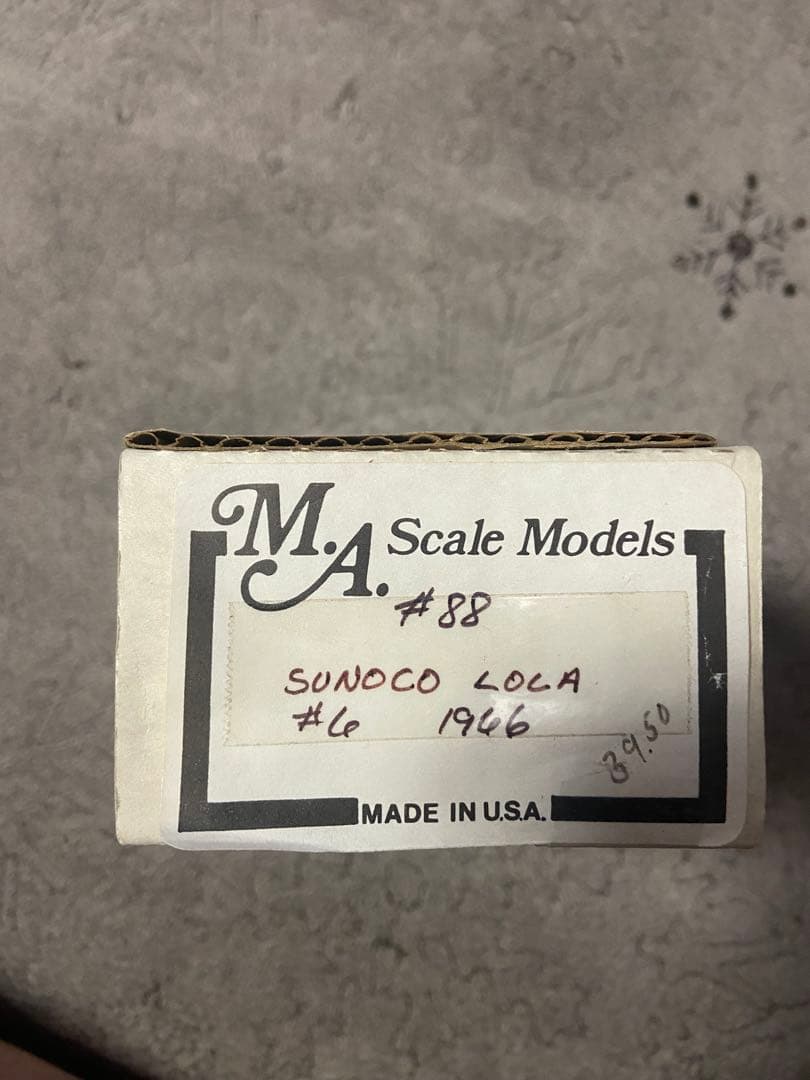 M.A. Scale Models
#88
SUNOCO LOLA
#6 1966
39.50
MADE IN U.S.A.